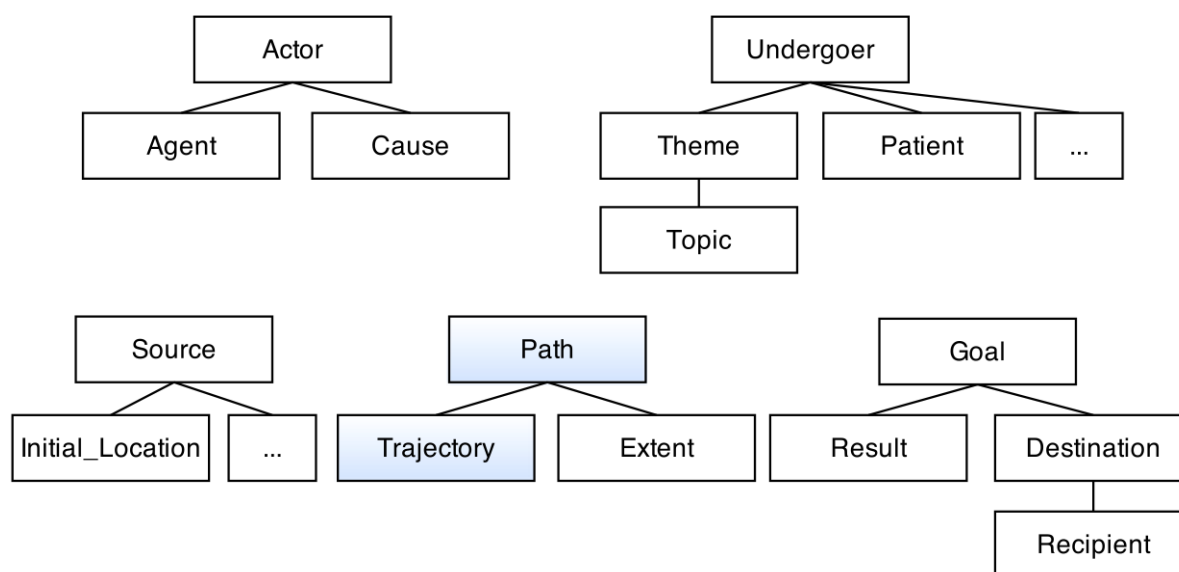 Actor
Undergoer
Agent
Cause
Theme
Patient
...
Topic
Source
Path
Goal
Initial_Location
...
Trajectory
Extent
Result
Destination
Recipient